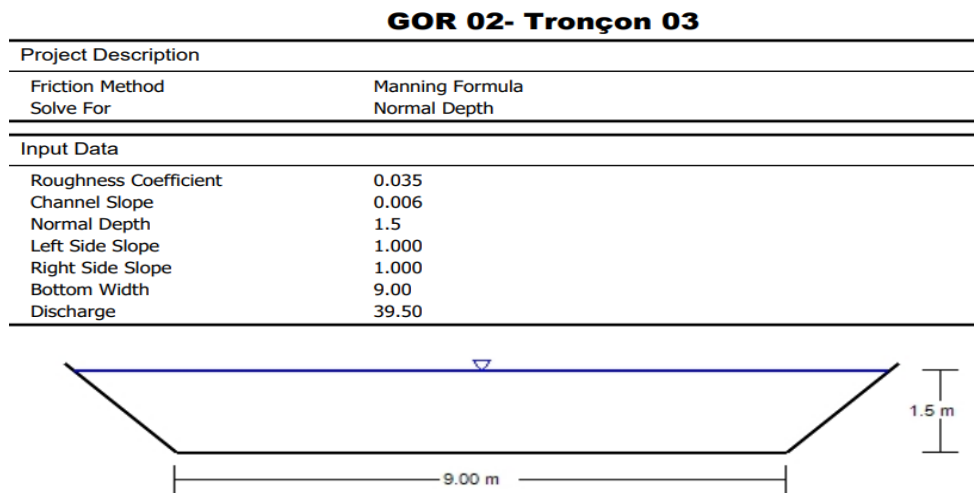 GOR 02- Tronçon 03
Project Description
Friction Method Manning Formula
Solve For Normal Depth
Input Data
Roughness Coefficient 0.035
Channel Slope 0.006
Normal Depth 1.5
Left Side Slope 1.000
Right Side Slope 1.000
Bottom Width 9.00
Discharge 39.50
1.5 m
9.00 m